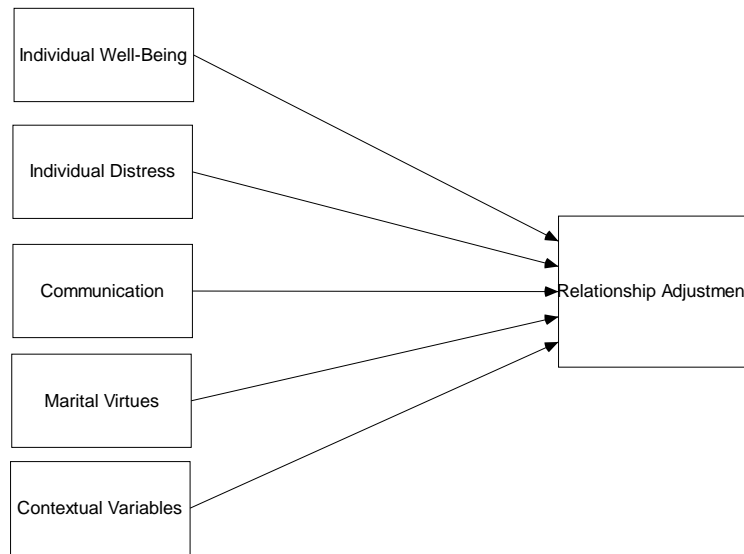 Individual Well-Being
Individual Distress
Communication
Relationship Adjustmen
Marital Virtues
Contextual Variables